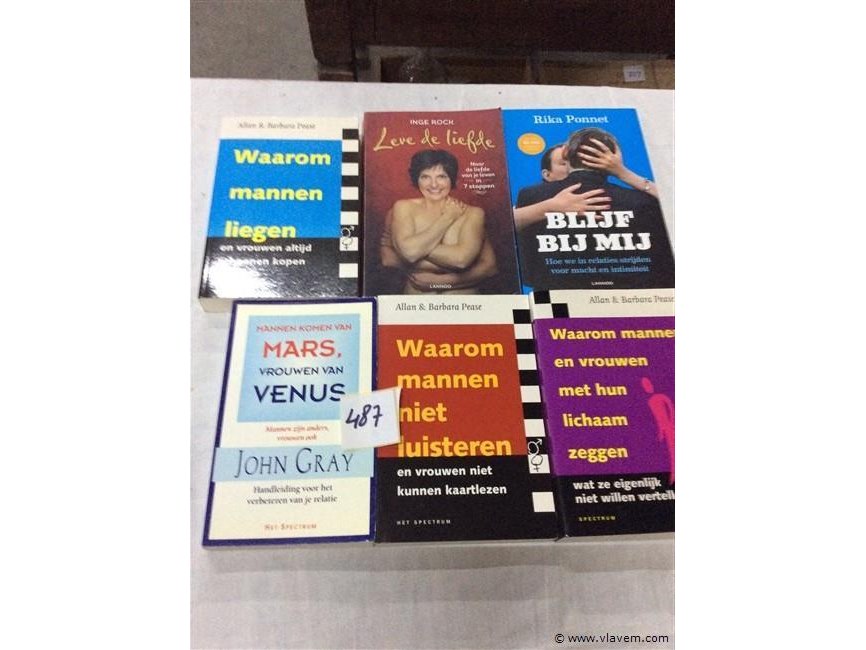 Allan & Barbara Pease
Waarom
mannen
liegen
en vrouwen altijd
kopen
INGE ROCK
Leve de liefde
Naar
de liefde
van je leven
in
7 stappen
LANNOO
Rika Ponnet
BLIJF
BIJ MIJ
Hoe we in relaties strijden
voor macht en intimiteit
LANNOO
MANNEN KOMEN VAN
MARS,
VROUWEN VAN
VENUS
Mannen zijn anders,
vrouwen ook
JOHN GRAY
Handleiding voor het
verbeteren van je relatie
HET SPECTRUM
487
Allan & Barbara Pease
Waarom
mannen
niet
luisteren
en vrouwen niet
kunnen kaartlezen
HET SPECTRUM
Allan & Barbara Pease
Waarom mannen
en vrouwen
met hun
lichaam
zeggen
wat ze eigenlijk
niet willen vertell
SPECTRUM
© www.vlavem.com